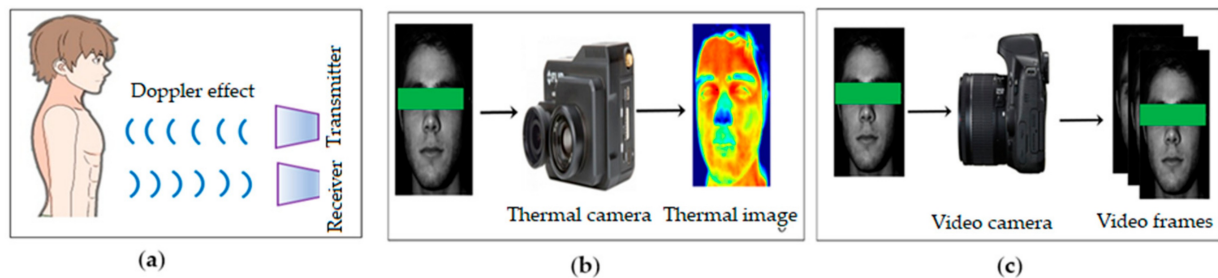 Doppler effect
Transmitter
Receiver
(a)
Thermal camera
Thermal image
(b)
Video camera
Video frames
(c)